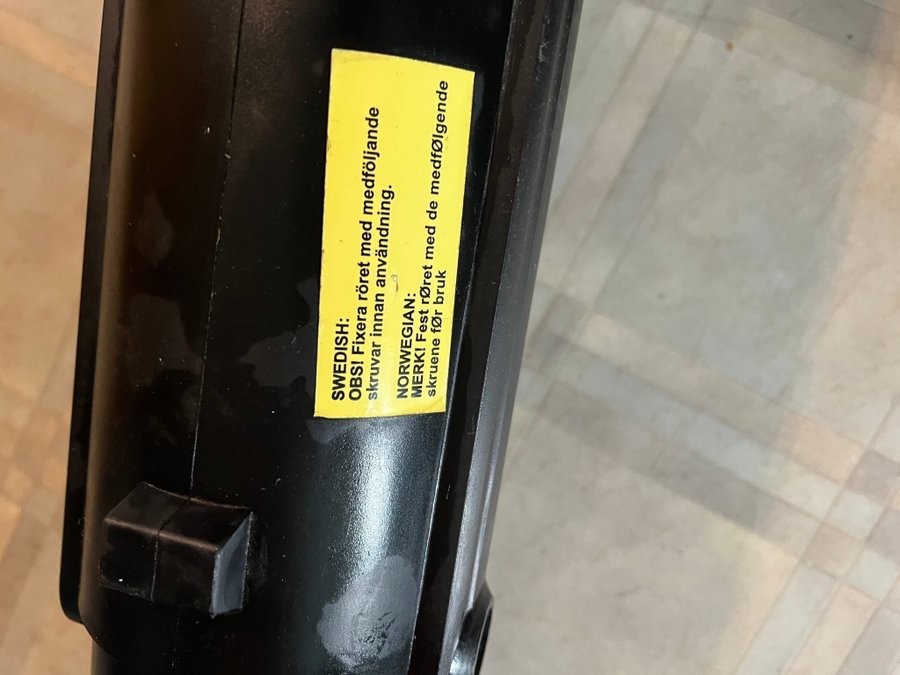 SWEDISH:
OBS! Fixera röret med medföljande
skruvar innan användning.
NORWEGIAN:
MERK! Fest rØret med de medfØlgende
skruene fØr bruk